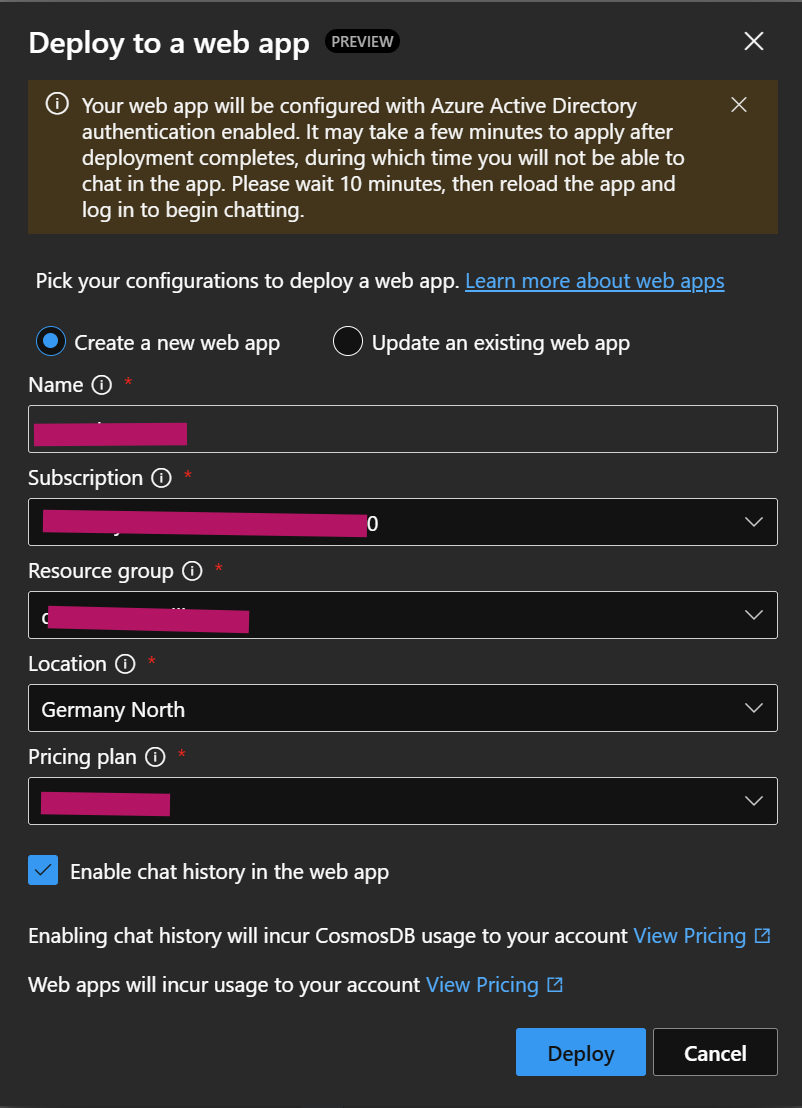 Deploy to a web app PREVIEW
Your web app will be configured with Azure Active Directory
authentication enabled. It may take a few minutes to apply after
deployment completes, during which time you will not be able to
chat in the app. Please wait 10 minutes, then reload the app and
log in to begin chatting.
Pick your configurations to deploy a web app. Learn more about web apps
Create a new web app Update an existing web app
Name *
Subscription *
0
Resource group *
Location *
Germany North
Pricing plan *
Enable chat history in the web app
Enabling chat history will incur CosmosDB usage to your account View Pricing
Web apps will incur usage to your account View Pricing
Deploy Cancel